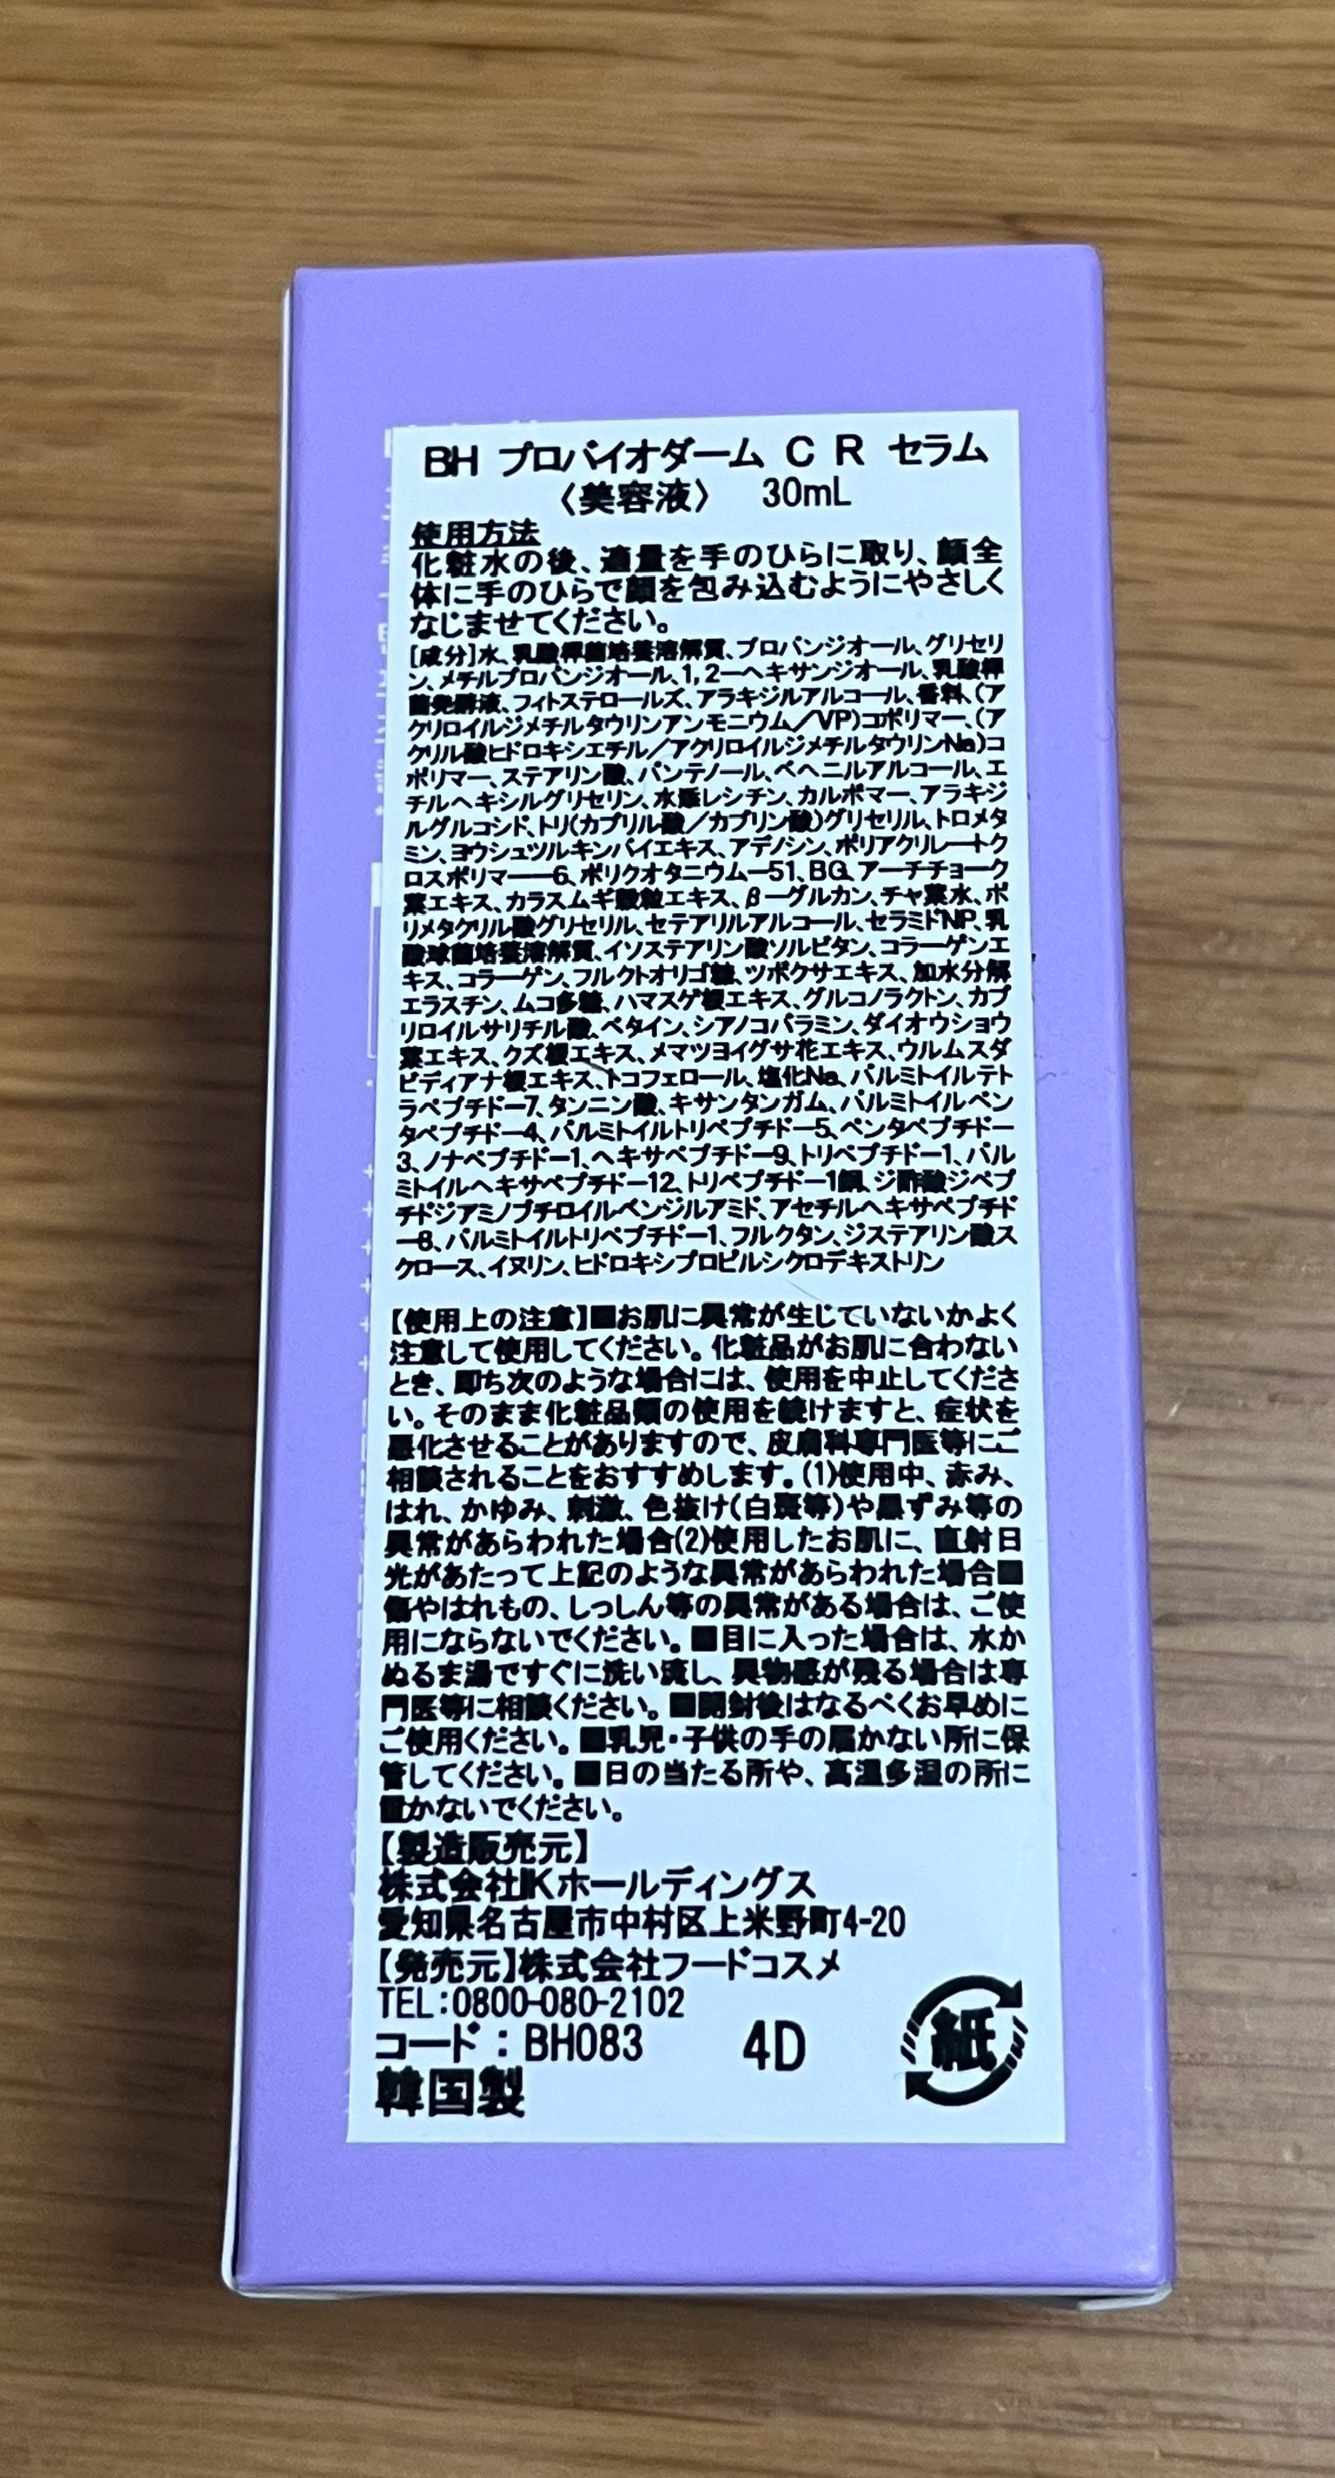 BH プロバイオダーム C R セラム
〈美容液〉 30mL
使用方法
化粧水の後、適量を手のひらに取り、顔全
体に手のひらで顔を包み込むようにやさしく
なじませてください。
[成分]水、乳酸桿菌培養溶解質、プロパンジオール、グリセリ
ン、メチルプロパンジオール、1,2ーヘキサンジオール、乳酸桿
菌発酵液、フィトステロールズ、アラキジルアルコール、香料、(ア
クリロイルジメチルタウリンアンモニウム/VP)コポリマー、(ア
クリル酸ヒドロキシエチル/アクリロイルジメチルタウリンNa)コ
ポリマー、ステアリン酸、パンテノール、ベヘニルアルコール、エ
チルヘキシルグリセリン、水添レシチン、カルボマー、アラキジ
ルグルコシド、トリ(カプリル酸/カプリン酸)グリセリル、トロメタ
ミン、ヨウシュツルキンバイエキス、アデノシン、ポリアクリレートク
ロスポリマー―6、ポリクオタニウム―51、BG、アーチチョーク
葉エキス、カラスムギ穀粒エキス、βーグルカン、チャ葉水、ポ
リメタクリル酸グリセリル、セテアリルアルコール、セラミドNP、乳
酸球菌培養溶解質、イソステアリン酸ソルビタン、コラーゲンエ
キス、コラーゲン、フルクトオリゴ糖、ツボクサエキス、加水分解
エラスチン、ムコ多糖、ハマスゲ根エキス、グルコノラクトン、カプ
リロイルサリチル酸、ベタイン、シアノコバラミン、ダイオウショウ
葉エキス、クズ根エキス、メマツヨイグサ花エキス、ウルムスダ
ビディアナ根エキス、トコフェロール、塩化Na、パルミトイルテト
ラペプチドー7、タンニン酸、キサンタンガム、パルミトイルペン
タペプチドー4、パルミトイルトリペプチドー5、ペンタペプチドー
3、ノナペプチドー1、ヘキサペプチドー9、トリペプチドー1、パル
ミトイルヘキサペプチドー12、トリペプチドー1銅、ジ酢酸ジペプ
チドジアミノブチロイルベンジルアミド、アセチルヘキサペプチド
ー8、パルミトイルトリペプチドー1、フルクタン、ジステアリン酸ス
クロース、イヌリン、ヒドロキシプロピルシクロデキストリン
【使用上の注意】■お肌に異常が生じていないかよく
注意して使用してください。化粧品がお肌に合わない
とき、即ち次のような場合には、使用を中止してくださ
い。そのまま化粧品類の使用を続けますと、症状を
悪化させることがありますので、皮膚科専門医等にご
相談されることをおすすめします。(1)使用中、赤み、
はれ、かゆみ、刺激、色抜け(白斑等)や黒ずみ等の
異常があらわれた場合(2)使用したお肌に、直射日
光があたって上記のような異常があらわれた場合■
傷やはれもの、しっしん等の異常がある場合は、ご使
用にならないでください。■目に入った場合は、水か
ぬるま湯ですぐに洗い流し、異物感が残る場合は専
門医等に相談ください。■開封後はなるべくお早めに
ご使用ください。■乳児・子供の手の届かない所に保
管してください。■日の当たる所や、高温多湿の所に
置かないでください。
【製造販売元】
株式会社IKホールディングス
愛知県名古屋市中村区上米野町4-20
【発売元】株式会社フードコスメ
TEL:0800-080-2102
コード : BH083 4D
紙
韓国製